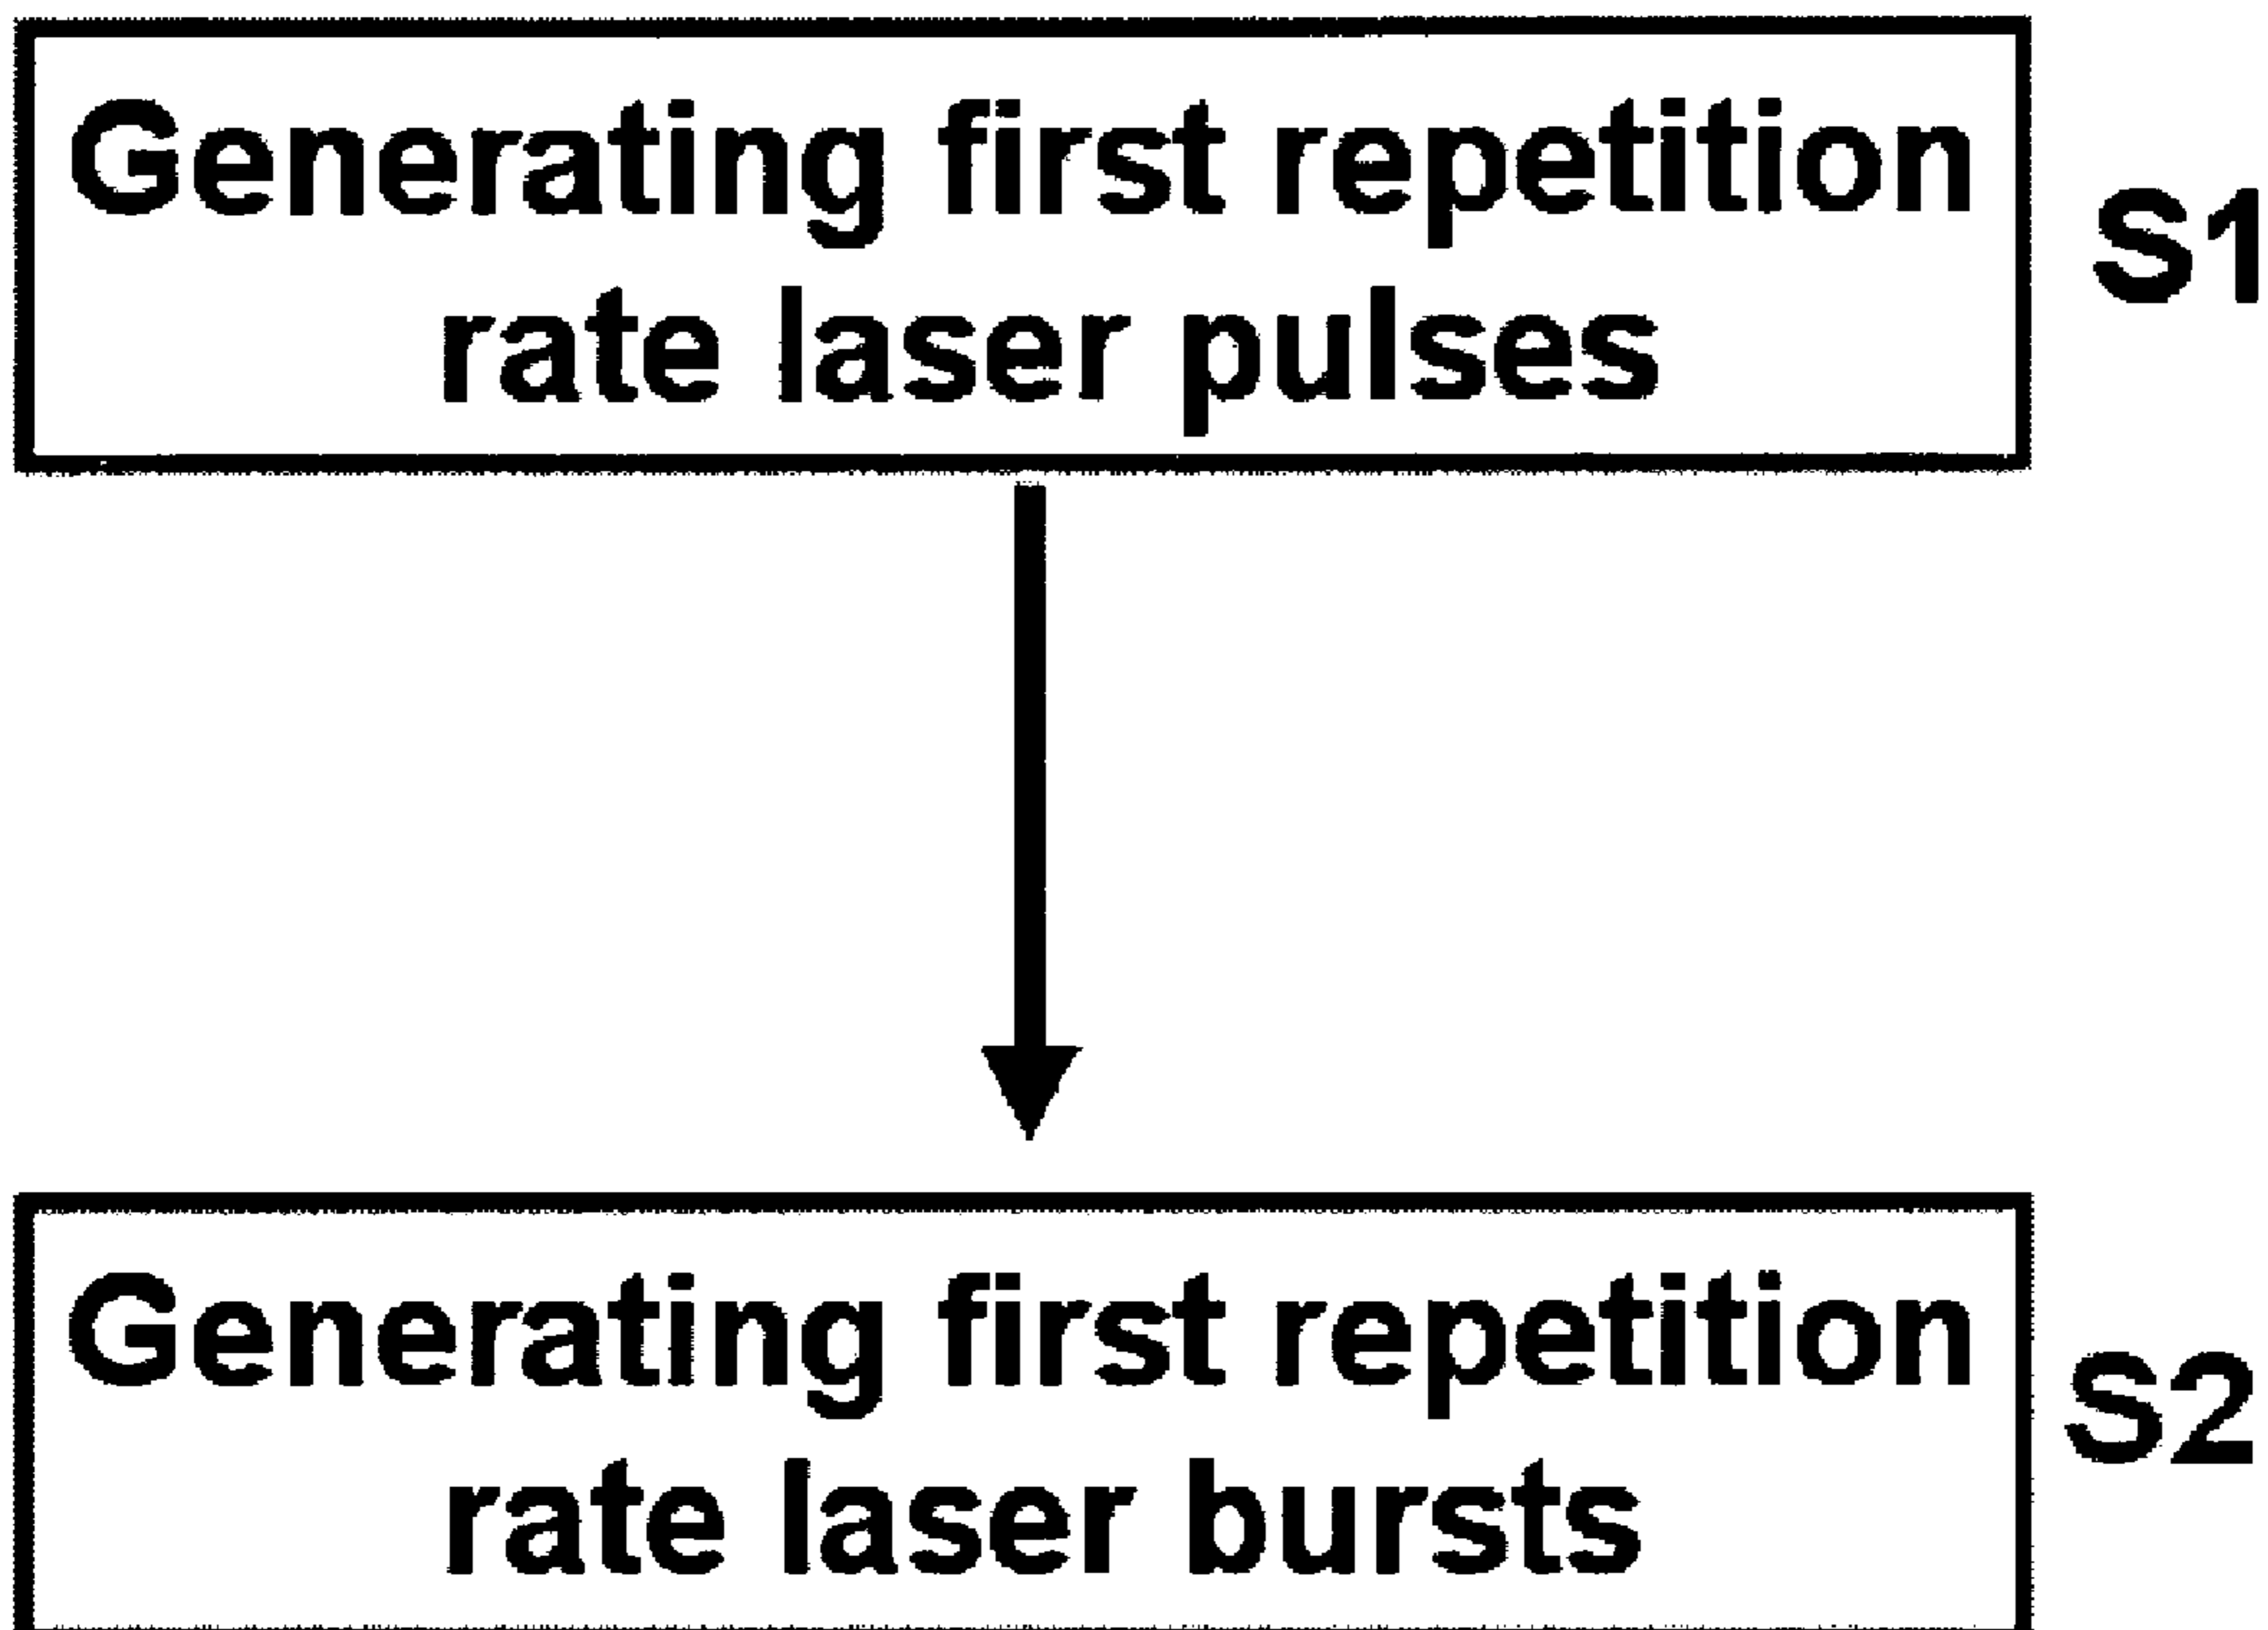 Generating first repetition
rate laser pulses
S1
Generating first repetition
rate laser bursts
S2